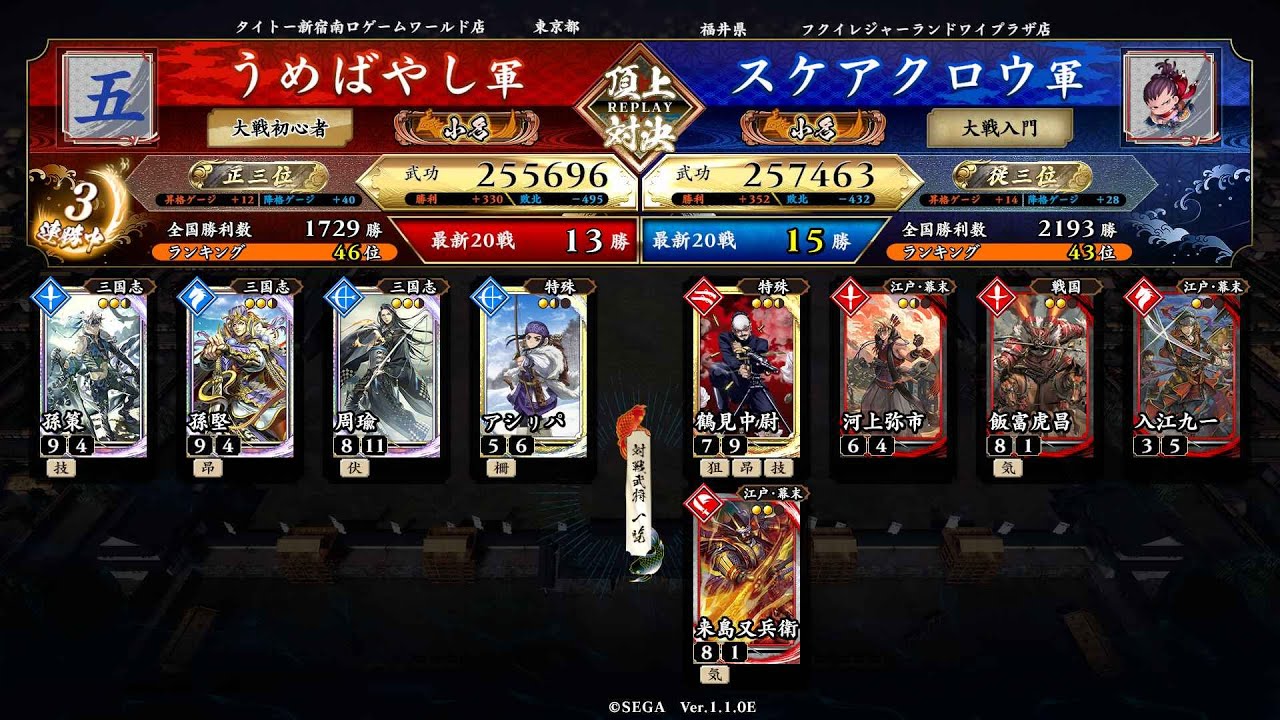 タイトー新宿南口ゲームワールド店 東京都 福井県 フクイレジャーランドワイプラザ店
五 うめばやし軍 頂上 REPLAY 対決 スケアクロウ軍
大戦初心者 小名 小名 大戦入門
正三位 武功 255696 武功 257463 従三位
昇格ゲージ +12 降格ゲージ +40 勝利 +330 敗北 -495 勝利 +352 敗北 -432 昇格ゲージ +14 降格ゲージ +28
3 連勝中
全国勝利数 1729勝 最新20戦 13勝 最新20戦 15勝 全国勝利数 2193勝
ランキング 46位 ランキング 43位
三国志 三国志 三国志 特殊 特殊 江戸・幕末 戦国 江戸・幕末
孫策 孫堅 周瑜 アシリパ 鶴見中尉 河上弥市 飯富虎昌 入江九一
9 4 9 4 8 11 5 6 7 9 6 4 8 1 3 5
技 昂 伏 柵 狙 昂 技 気
対戦武将一覧
江戸・幕末
来島又兵衛
8 1
気
©SEGA Ver.1.1.0E